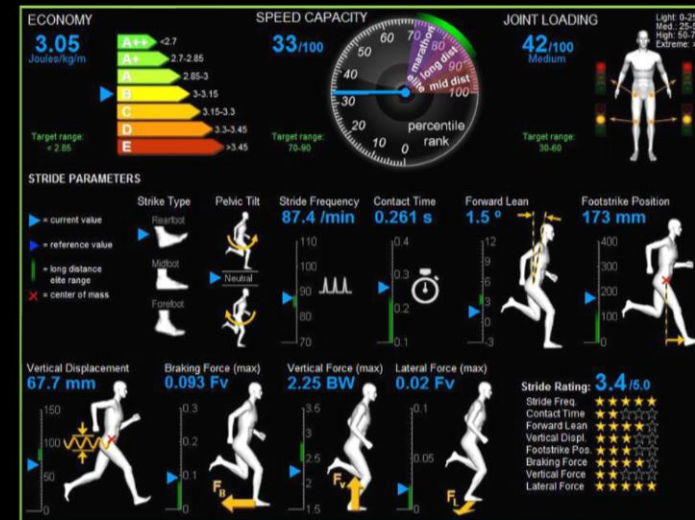 ECONOMY
3.05
Joules/kg/m
A++ <2.7
A+ 2.7-2.85
A 2.85-3
B 3-3.15
C 3.15-3.3
D 3.3-3.45
E >3.45
Target range:
< 2.85
SPEED CAPACITY
33/100
Target range:
70-90
0
10
20
30
40
50
60
70
80
90
100
marathon
elite long dist
mid dist
percentile
rank
JOINT LOADING
42/100
Medium
Target range:
30-60
Light: 0-25
Med.: 25-5
High: 50-7
Extreme: >
STRIDE PARAMETERS
= current value
= reference value
= long distance
elite range
= center of mass
Strike Type
Rearfoot
Midfoot
Forefoot
Pelvic Tilt
Neutral
Stride Frequency
87.4 /min
110
100
90
80
70
Contact Time
0.261 s
0.4
0.3
0.2
0.1
Forward Lean
1.5 º
12
9
6
3
0
-3
Footstrike Position
173 mm
400
300
200
100
0
Vertical Displacement
67.7 mm
150
100
50
0
Braking Force (max)
0.093 Fv
0.3
0.2
0.1
0
FB
Vertical Force (max)
2.25 BW
3.5
3
2.5
2
1.5
Fv
Lateral Force (max)
0.02 Fv
0.1
0.05
0.00
FL
Stride Rating: 3.4 /5.0
Stride Freq.
Contact Time
Forward Lean
Vertical Displ.
Footstrike Pos.
Braking Force
Vertical Force
Lateral Force